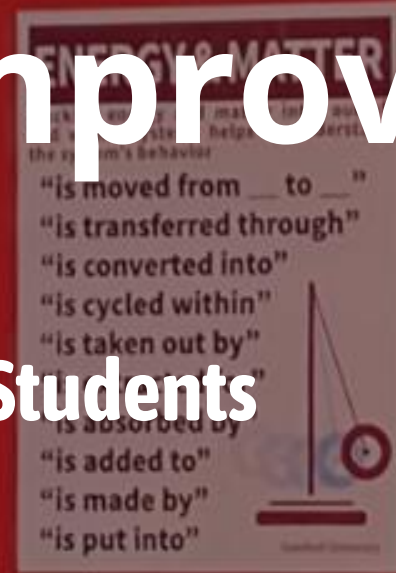 ENERGY & MATTER
nprov
the system's behavior
"is moved from __ to __"
"is transferred through"
"is converted into"
"is cycled within"
"is taken out by"
Students
"is absorbed by"
"is added to"
"is made by"
"is put into"